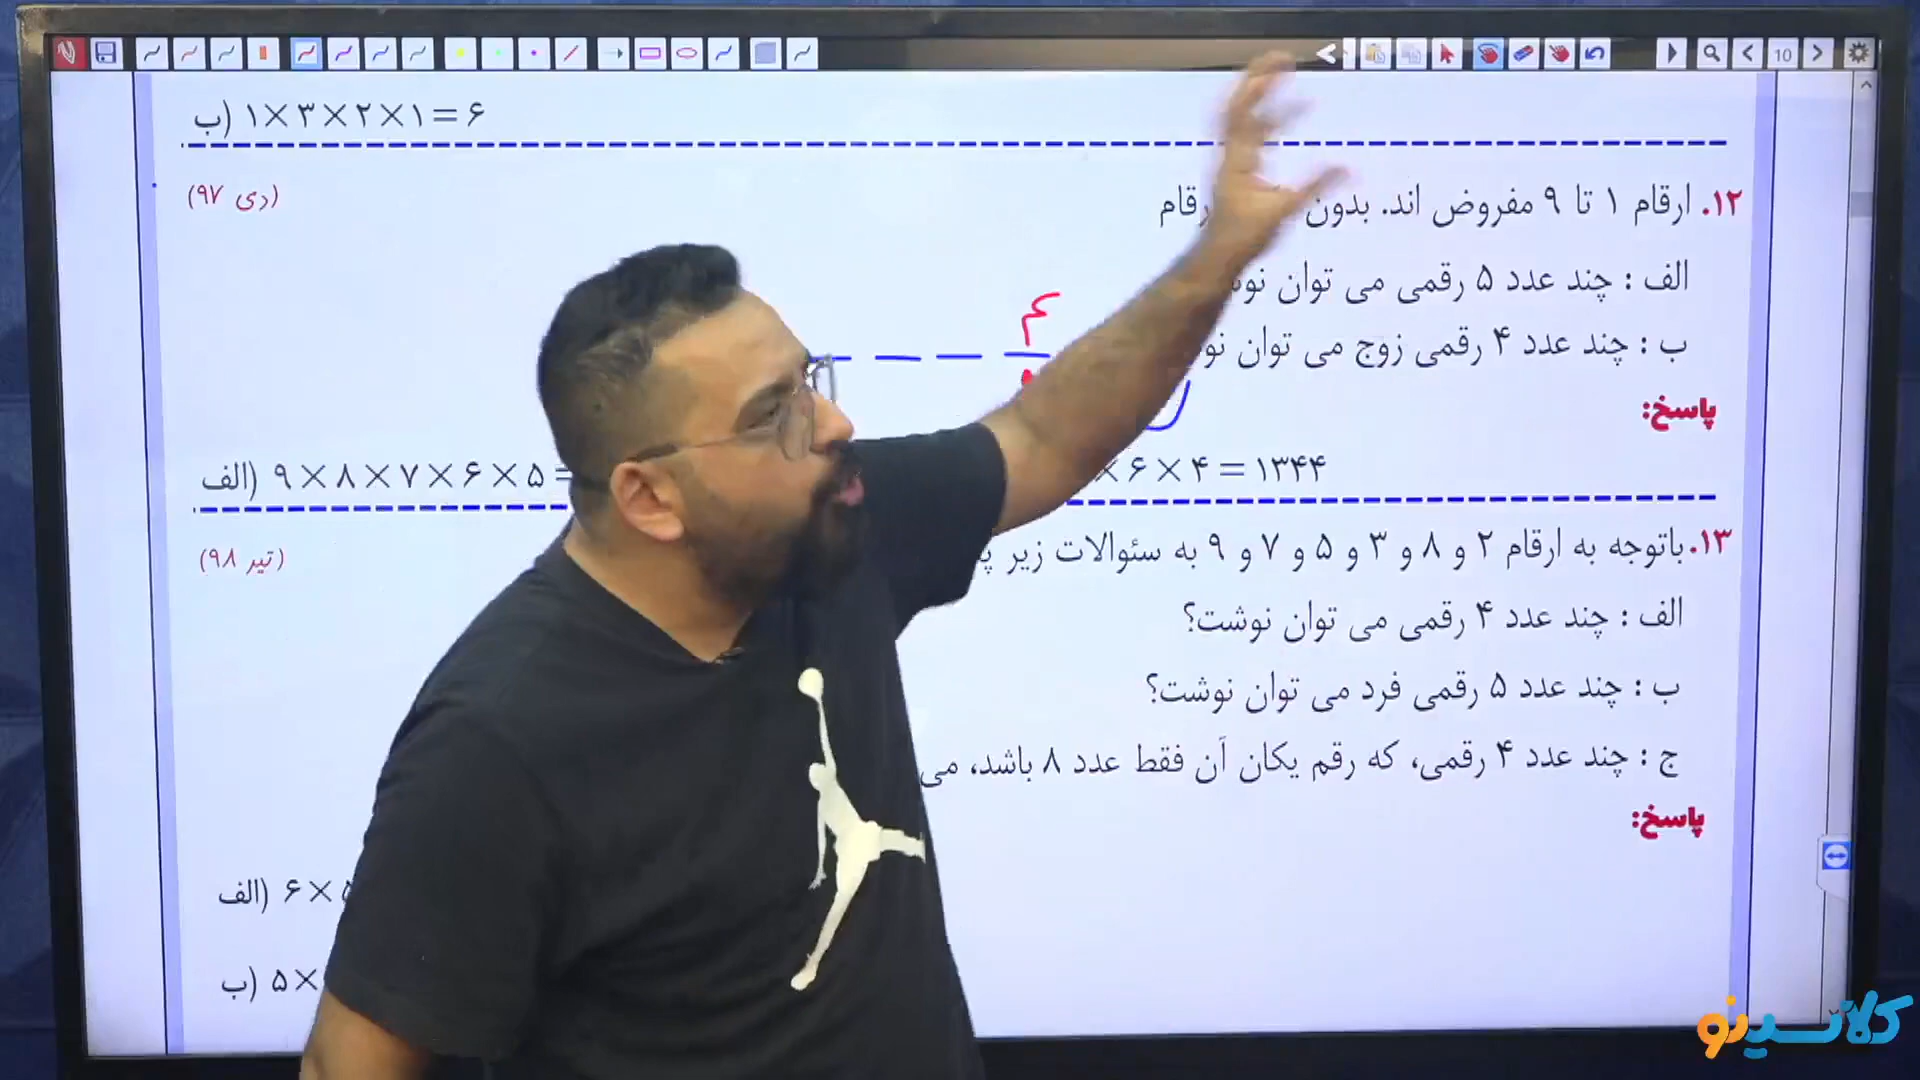 ب) ۱×۳×۲×۱=۶
۱۲. ارقام ۱ تا ۹ مفروض اند. بدون رقام (دی ۹۷)
الف : چند عدد ۵ رقمی می توان
ب : چند عدد ۴ رقمی زوج می توان
۴
پاسخ:
الف) ۹×۸×۷×۶×۵= ×۶×۴=۱۳۴۴
۱۳. باتوجه به ارقام ۲ و ۸ و ۳ و ۵ و ۷ و ۹ به سئوالات زیر (تیر ۹۸)
الف : چند عدد ۴ رقمی می توان نوشت؟
ب : چند عدد ۵ رقمی فرد می توان نوشت؟
ج : چند عدد ۴ رقمی، که رقم یکان آن فقط عدد ۸ باشد، می
پاسخ:
الف) ۶×۵
ب) ۵×
10
کلاسینو